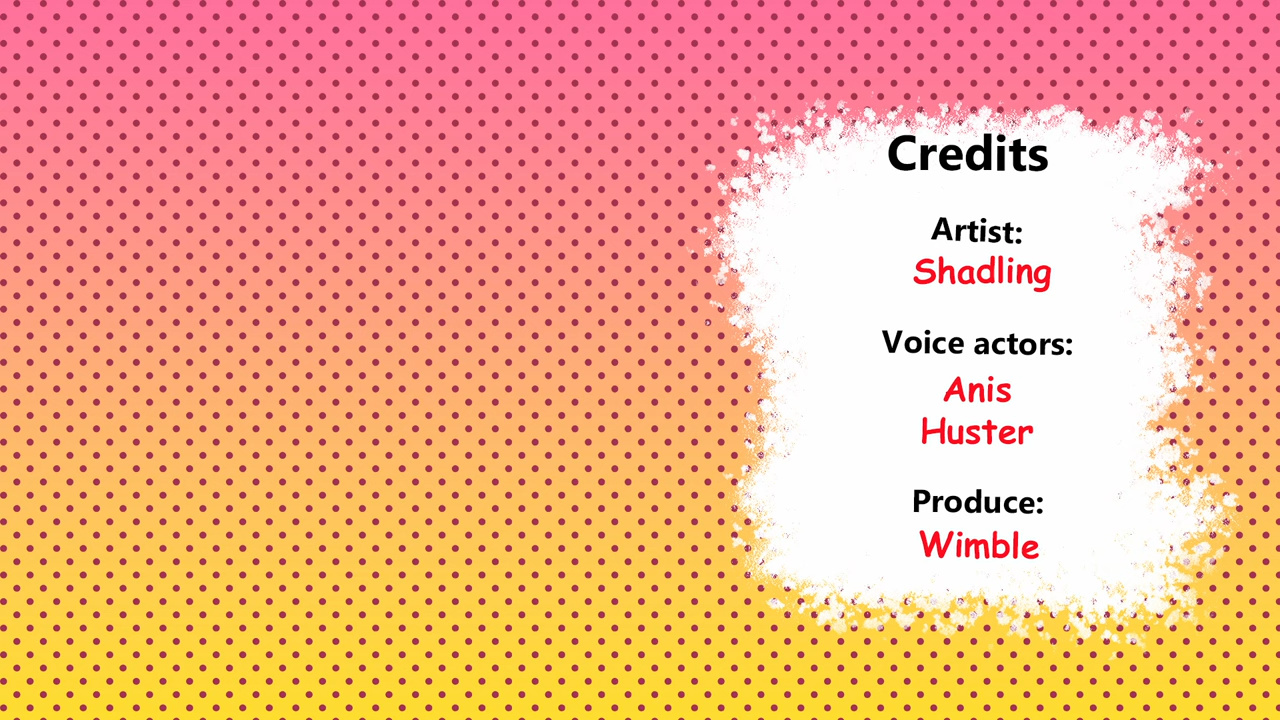 Credits
Artist:
Shadling
Voice actors:
Anis
Huster
Produce:
Wimble